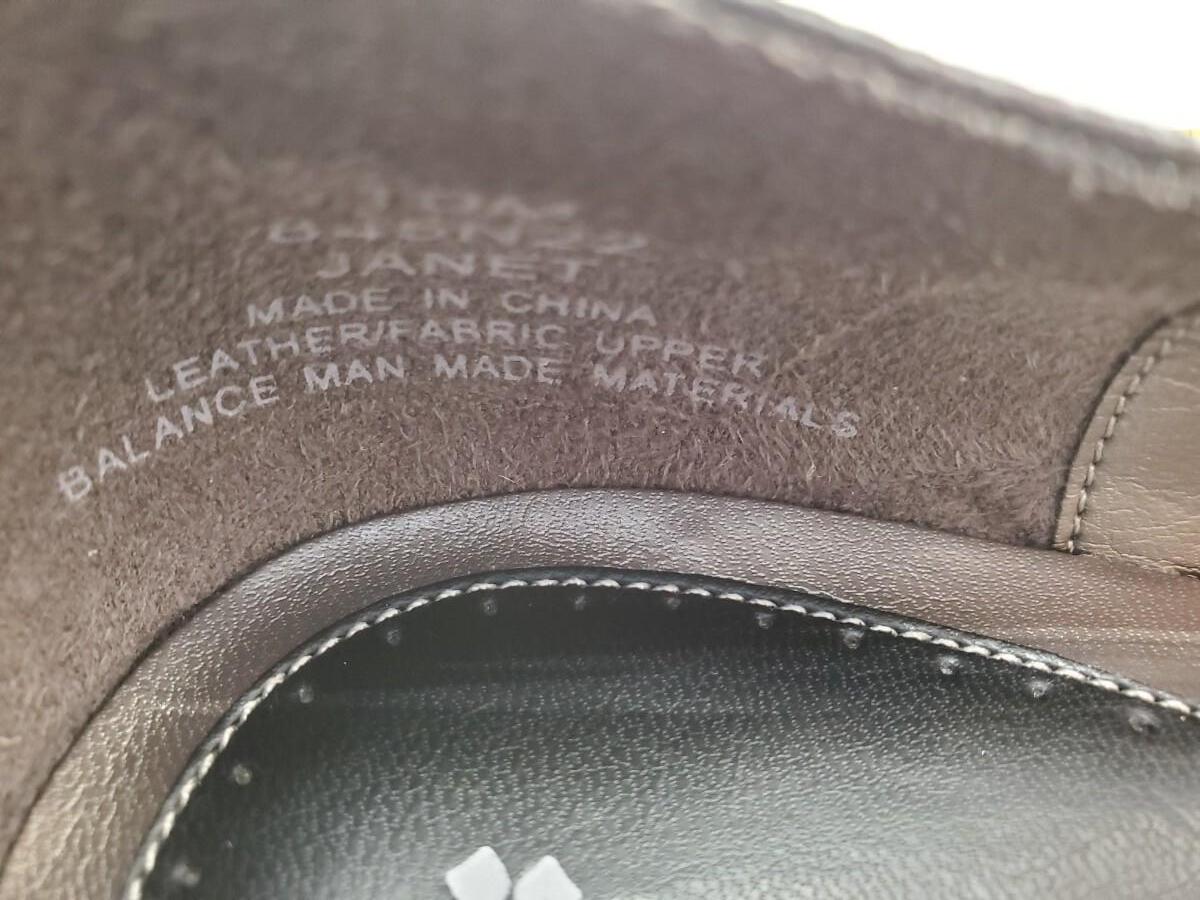 JANET
MADE IN CHINA
LEATHER/FABRIC UPPER
BALANCE MAN MADE MATERIALS